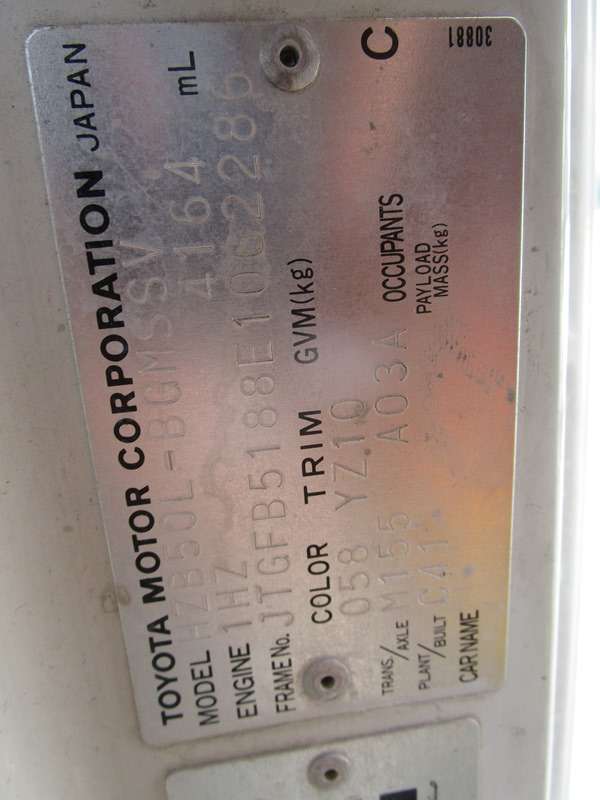 TOYOTA MOTOR CORPORATION JAPAN
MODEL HZB50L-BGMSSV
ENGINE 1HZ 4164 mL
FRAME No. JTGFB5188E1002286
COLOR TRIM GVM(kg)
058 YZ10
TRANS/AXLE M155 A03A OCCUPANTS
PLANT/BUILT C41 PAYLOAD MASS(kg)
CAR NAME C
30881